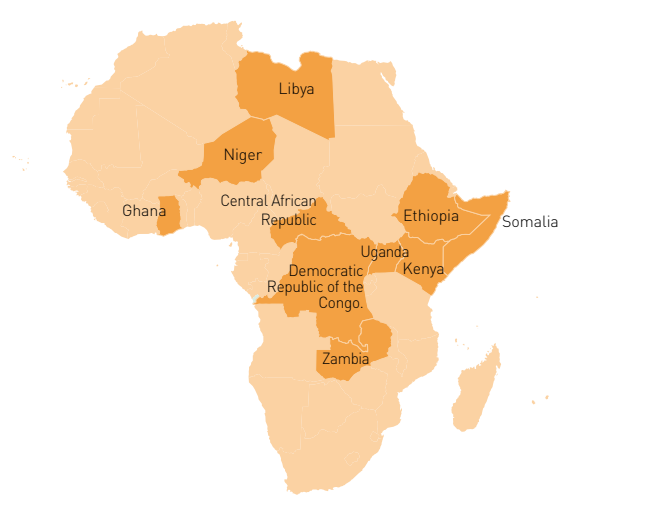 Libya
Niger
Central African
Republic
Ghana
Ethiopia
Somalia
Uganda
Kenya
Democratic
Republic of the
Congo.
Zambia